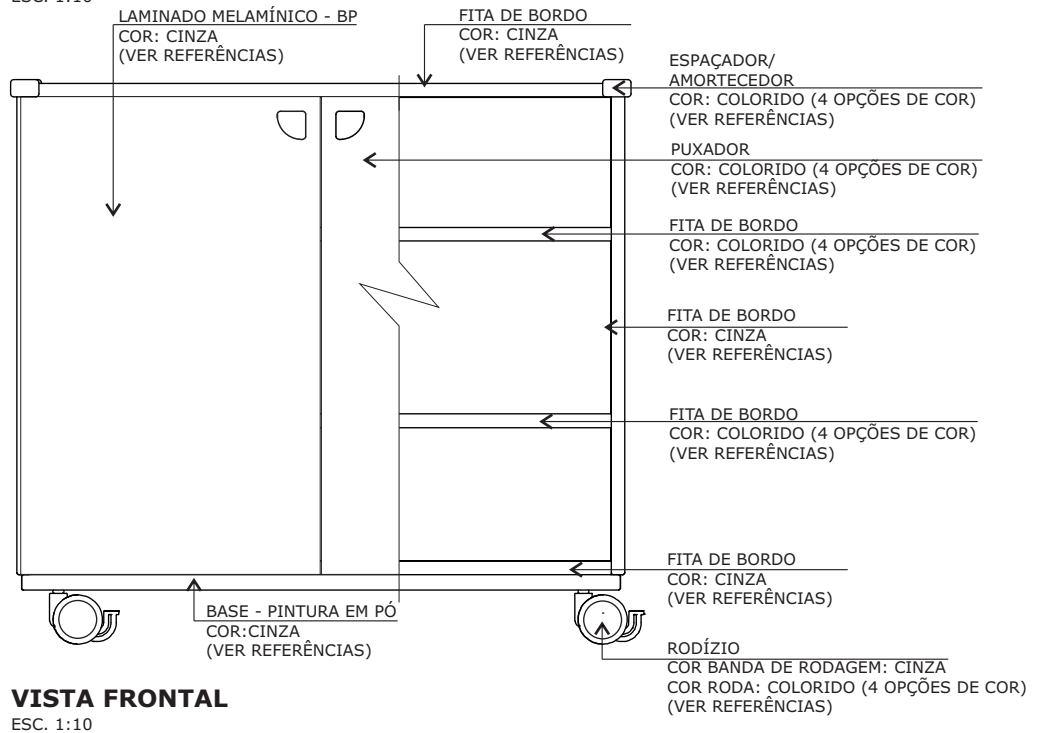 LAMINADO MELAMÍNICO - BP
COR: CINZA
(VER REFERÊNCIAS)
FITA DE BORDO
COR: CINZA
(VER REFERÊNCIAS)
ESPAÇADOR/
AMORTECEDOR
COR: COLORIDO (4 OPÇÕES DE COR)
(VER REFERÊNCIAS)
PUXADOR
COR: COLORIDO (4 OPÇÕES DE COR)
(VER REFERÊNCIAS)
FITA DE BORDO
COR: COLORIDO (4 OPÇÕES DE COR)
(VER REFERÊNCIAS)
FITA DE BORDO
COR: CINZA
(VER REFERÊNCIAS)
FITA DE BORDO
COR: COLORIDO (4 OPÇÕES DE COR)
(VER REFERÊNCIAS)
FITA DE BORDO
COR: CINZA
(VER REFERÊNCIAS)
BASE - PINTURA EM PÓ
COR:CINZA
(VER REFERÊNCIAS)
RODÍZIO
COR BANDA DE RODAGEM: CINZA
COR RODA: COLORIDO (4 OPÇÕES DE COR)
(VER REFERÊNCIAS)
VISTA FRONTAL
ESC. 1:10